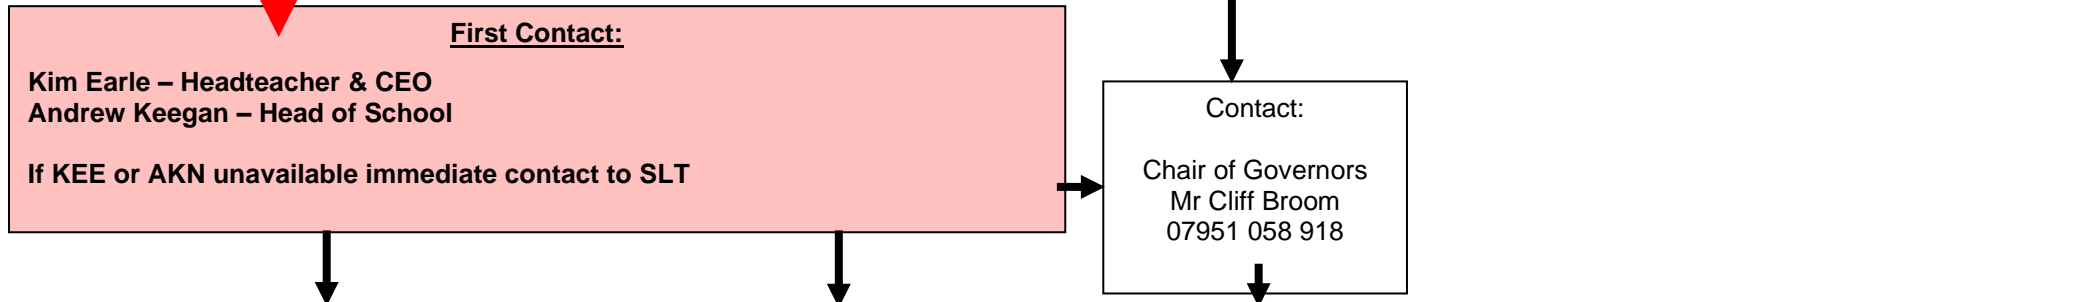 First Contact:
Kim Earle – Headteacher & CEO
Andrew Keegan – Head of School
If KEE or AKN unavailable immediate contact to SLT
Contact:
Chair of Governors
Mr Cliff Broom
07951 058 918